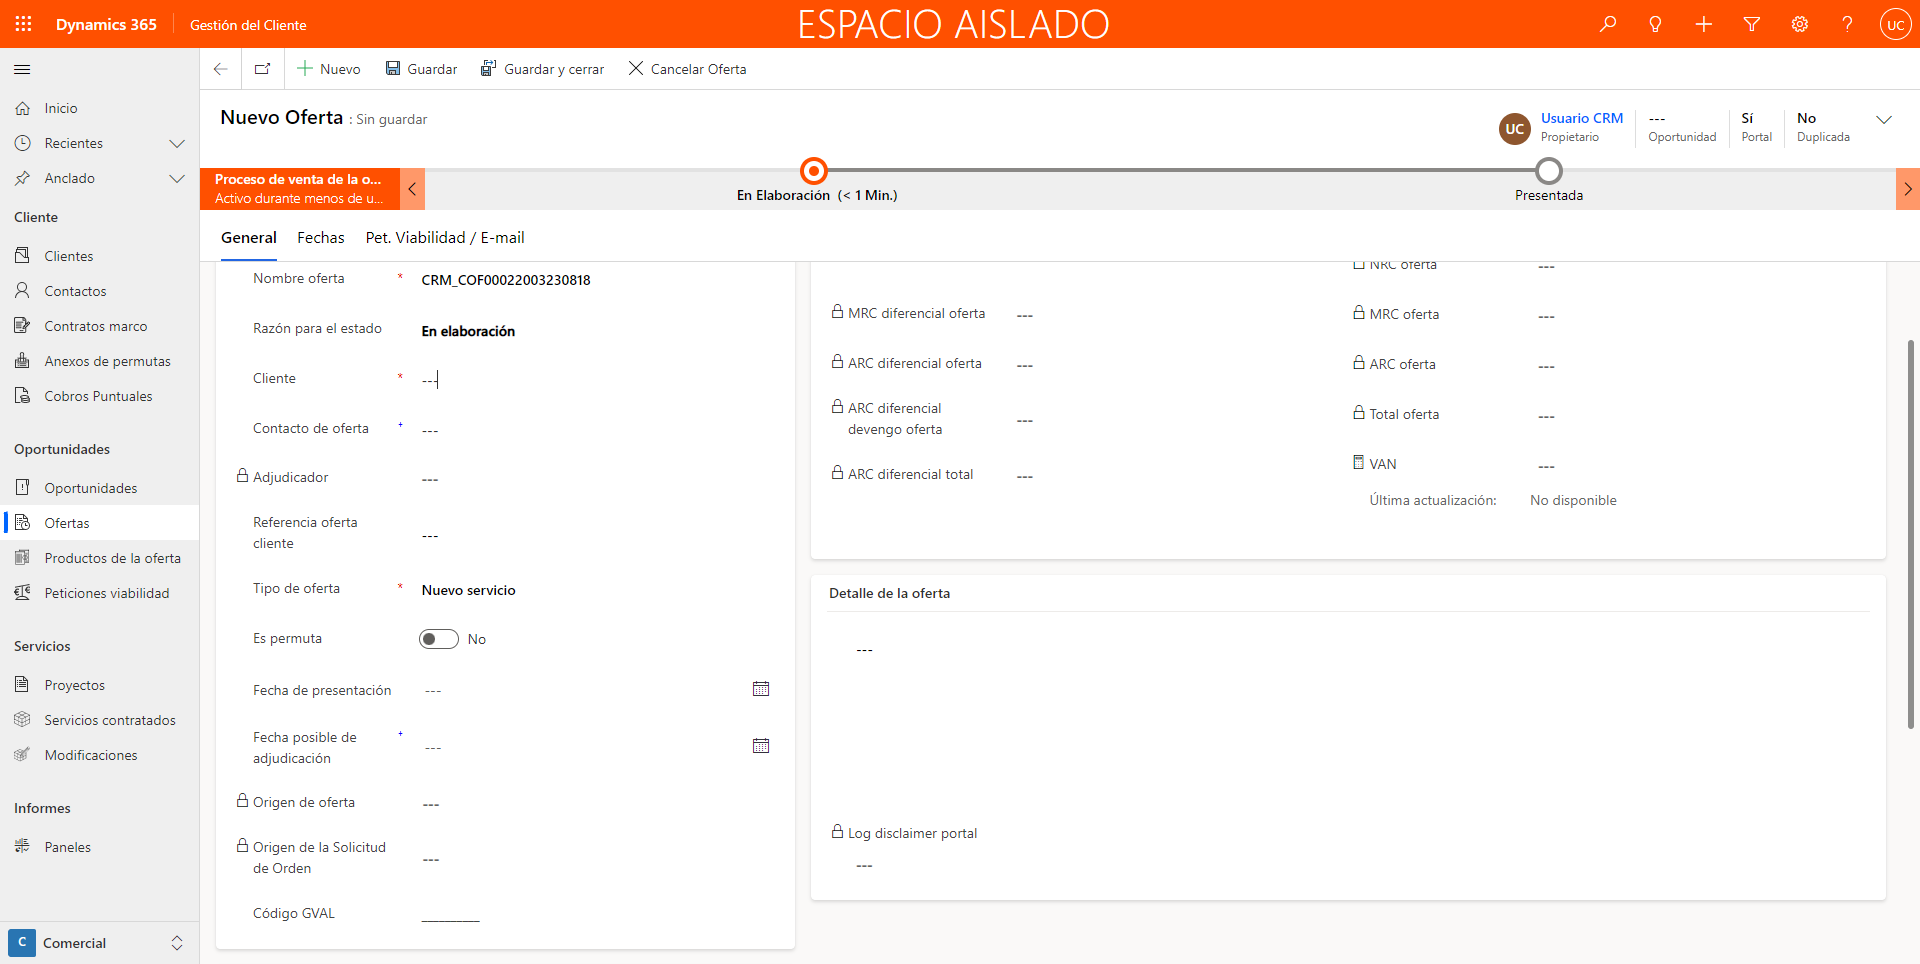 Dynamics 365
Gestión del Cliente
ESPACIO AISLADO
UC
Nuevo
Guardar
Guardar y cerrar
Cancelar Oferta
Inicio
Recientes
Anclado
Cliente
Clientes
Contactos
Contratos marco
Anexos de permutas
Cobros Puntuales
Oportunidades
Oportunidades
Ofertas
Productos de la oferta
Peticiones viabilidad
Servicios
Proyectos
Servicios contratados
Modificaciones
Informes
Paneles
C
Comercial
Nuevo Oferta : Sin guardar
UC
Usuario CRM
Propietario
---
Oportunidad
Sí
Portal
No
Duplicada
Proceso de venta de la o...
Activo durante menos de u...
En Elaboración (< 1 Min.)
Presentada
General
Fechas
Pet. Viabilidad / E-mail
Nombre oferta * CRM_COF00022003230818
Razón para el estado En elaboración
Cliente * ---
Contacto de oferta + ---
Adjudicador ---
Referencia oferta
cliente ---
Tipo de oferta * Nuevo servicio
Es permuta No
Fecha de presentación ---
Fecha posible de + ---
adjudicación
Origen de oferta ---
Origen de la Solicitud
de Orden ---
Código GVAL
MRC diferencial oferta ---
ARC diferencial oferta ---
ARC diferencial
devengo oferta ---
ARC diferencial total ---
NRC oferta ---
MRC oferta ---
ARC oferta ---
Total oferta ---
VAN ---
Última actualización: No disponible
Detalle de la oferta
---
Log disclaimer portal
---